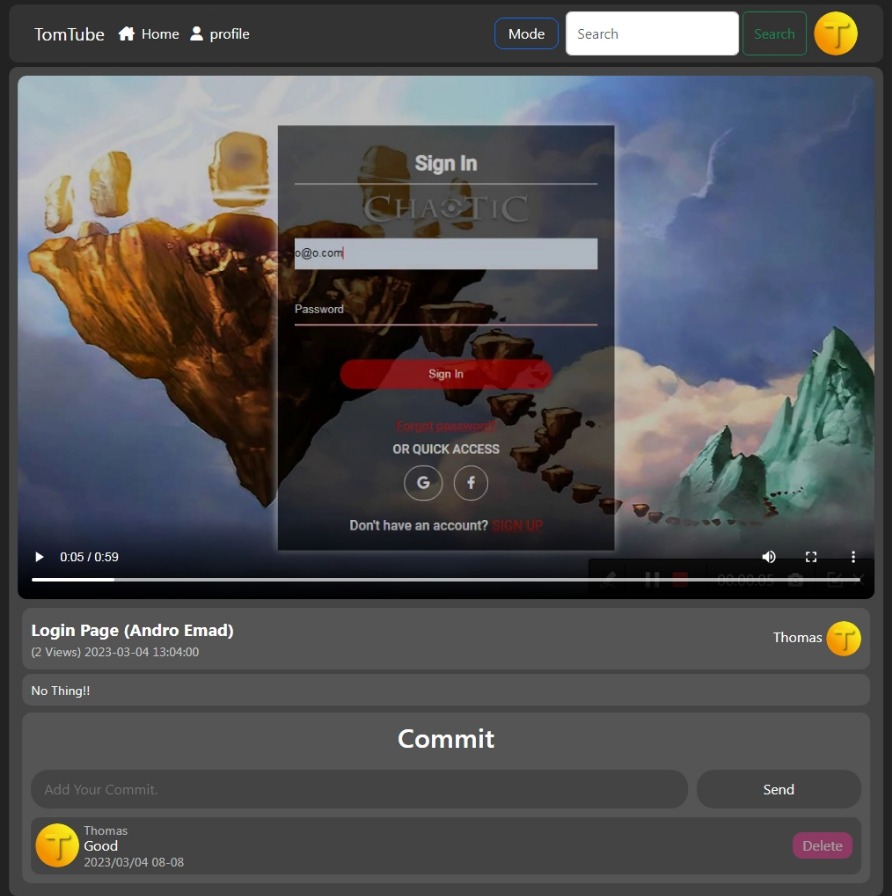 TomTube Home profile Mode Search Search T
Sign In
CHAOTIC
o@o.com
Password
Sign In
Forgot password?
OR QUICK ACCESS
G f
Don't have an account? SIGN UP
0:05 / 0:59
00:00:05
Login Page (Andro Emad)
(2 Views) 2023-03-04 13:04:00
Thomas T
No Thing!!
Commit
Add Your Commit. Send
T Thomas
Good
2023/03/04 08-08
Delete